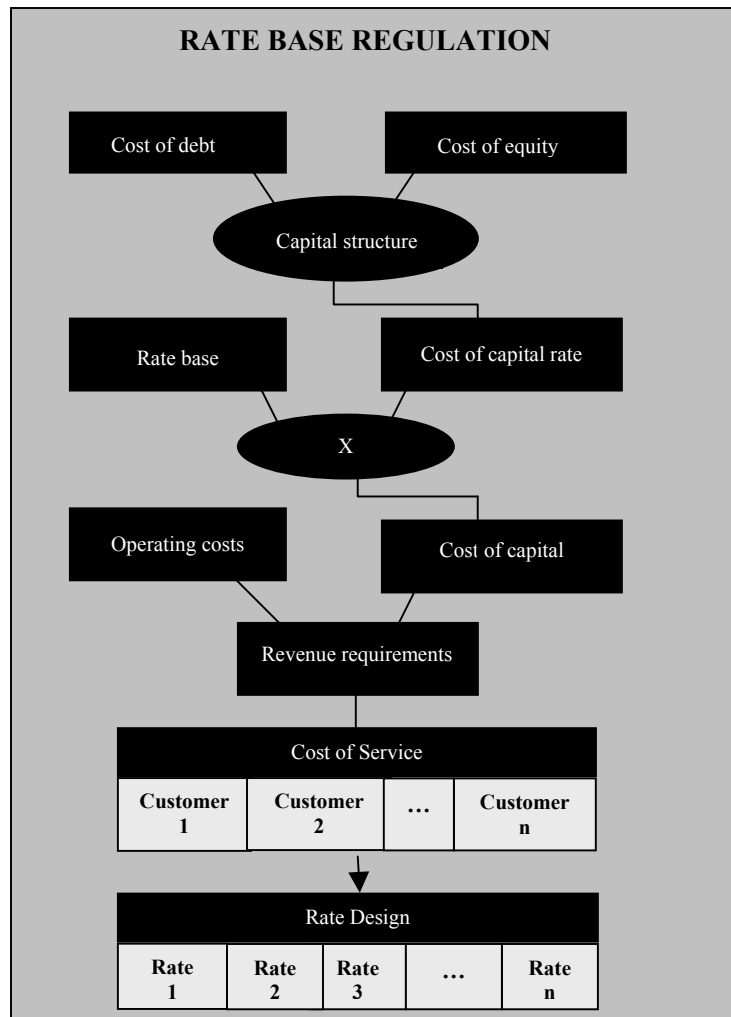 RATE BASE REGULATION
Cost of debt
Cost of equity
Capital structure
Rate base
Cost of capital rate
X
Operating costs
Cost of capital
Revenue requirements
Cost of Service
Customer
1
Customer
2
…
Customer
n
Rate Design
Rate
1
Rate
2
Rate
3
…
Rate
n